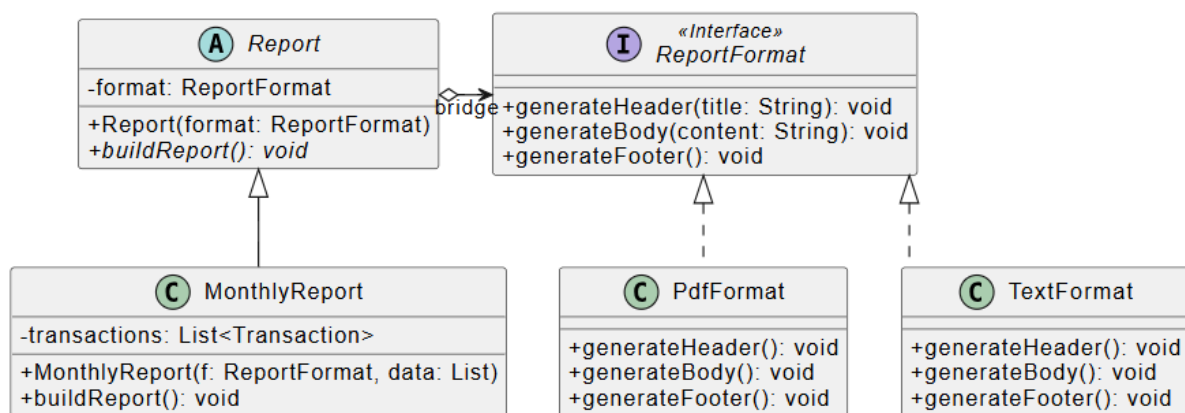 A Report
-format: ReportFormat
+Report(format: ReportFormat)
+buildReport(): void
bridge
I «Interface»
ReportFormat
+generateHeader(title: String): void
+generateBody(content: String): void
+generateFooter(): void
C MonthlyReport
-transactions: List<Transaction>
+MonthlyReport(f: ReportFormat, data: List)
+buildReport(): void
C PdfFormat
+generateHeader(): void
+generateBody(): void
+generateFooter(): void
C TextFormat
+generateHeader(): void
+generateBody(): void
+generateFooter(): void